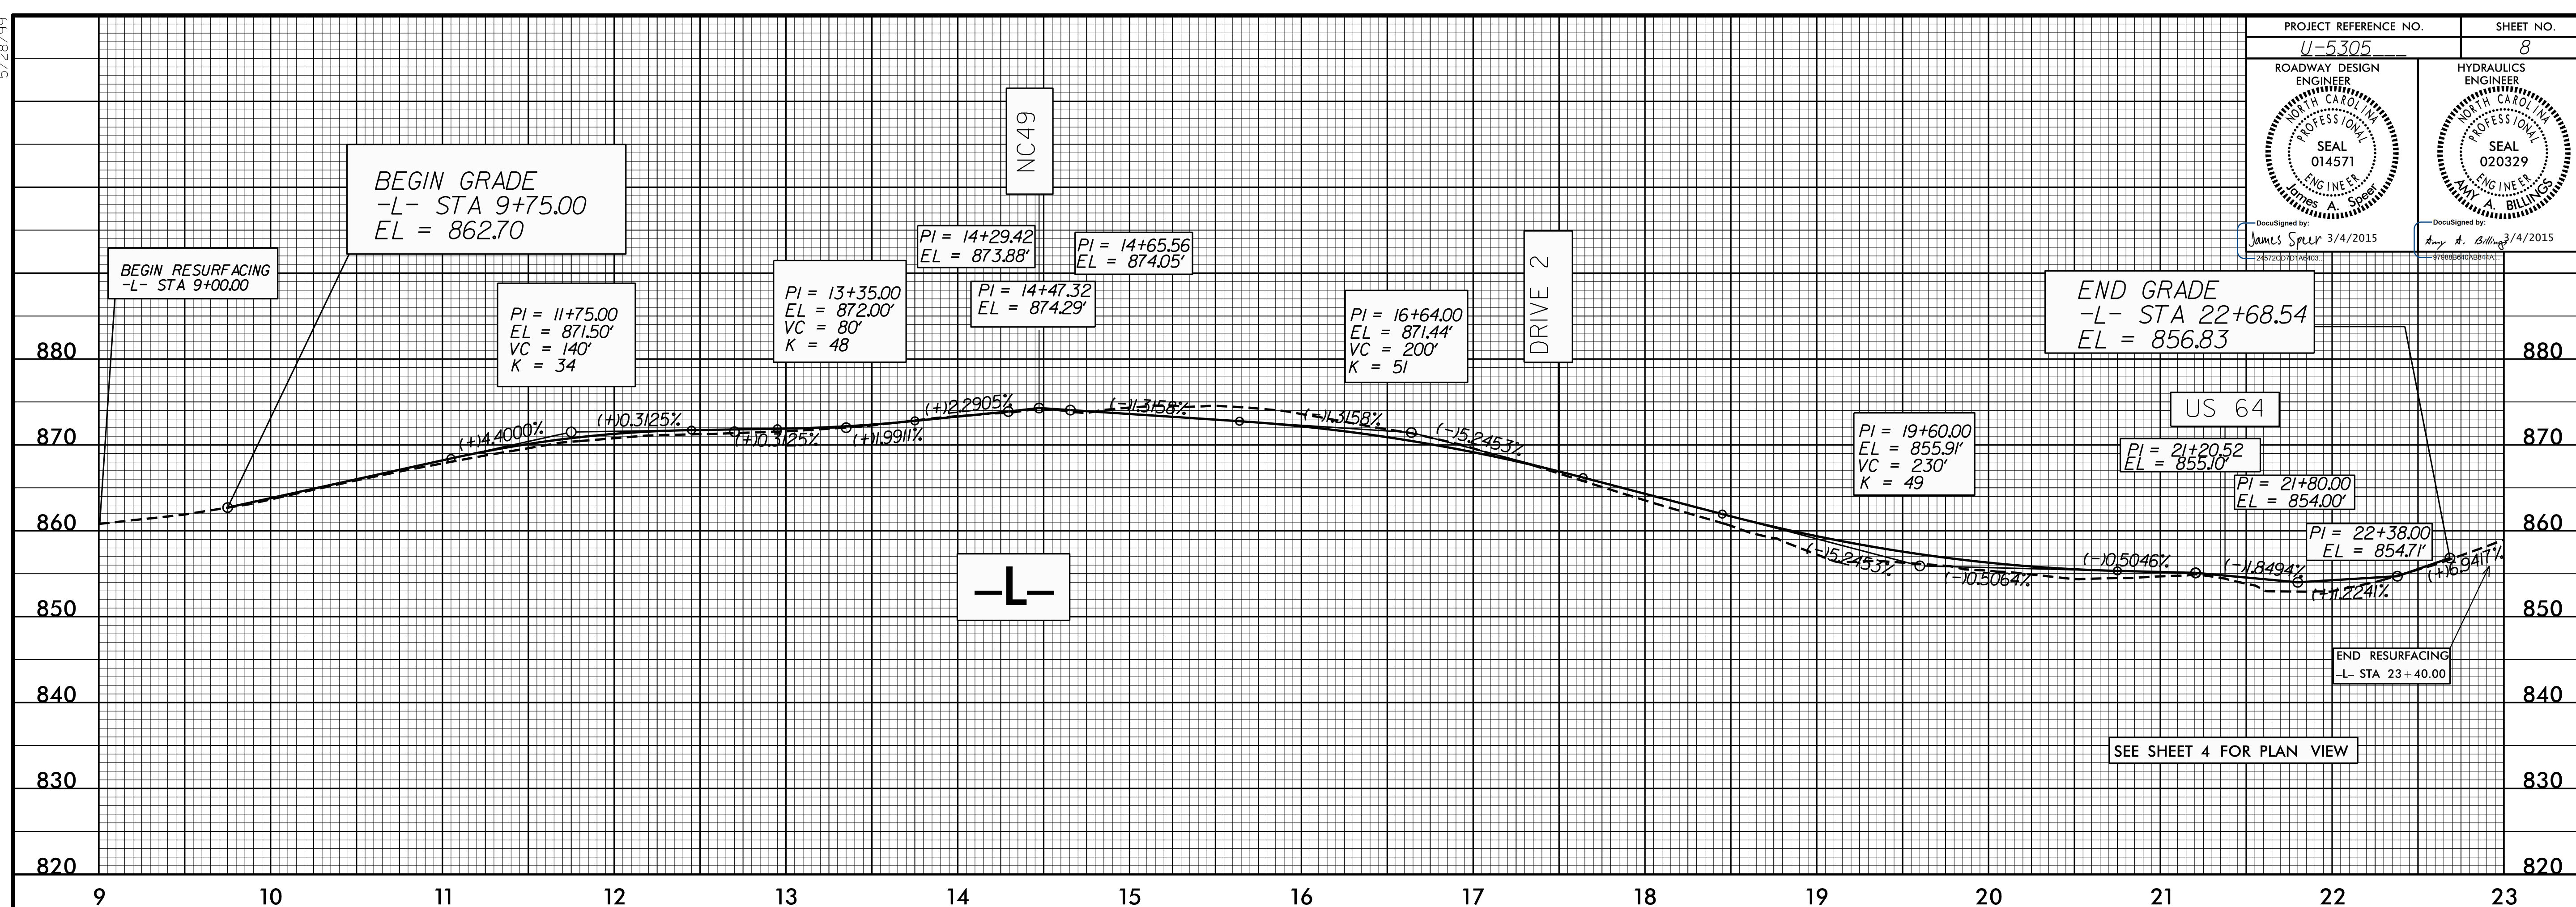 5/28/99
PROJECT REFERENCE NO.
SHEET NO.
U-5305
8
ROADWAY DESIGN
ENGINEER
HYDRAULICS
ENGINEER
NORTH CAROLINA
PROFESSIONAL
SEAL
014571
ENGINEER
James A. Speer
NORTH CAROLINA
PROFESSIONAL
SEAL
020329
ENGINEER
AMY A. BILLINGS
DocuSigned by:
James Speer 3/4/2015
24572CD7D1A6403...
DocuSigned by:
Amy A. Billings 3/4/2015
97988B640AB844A...
BEGIN RESURFACING
-L- STA 9+00.00
BEGIN GRADE
-L- STA 9+75.00
EL = 862.70
PI = 11+75.00
EL = 871.50'
VC = 140'
K = 34
PI = 13+35.00
EL = 872.00'
VC = 80'
K = 48
PI = 14+29.42
EL = 873.88'
NC49
PI = 14+47.32
EL = 874.29'
PI = 14+65.56
EL = 874.05'
PI = 16+64.00
EL = 871.44'
VC = 200'
K = 51
DRIVE 2
PI = 19+60.00
EL = 855.91'
VC = 230'
K = 49
END GRADE
-L- STA 22+68.54
EL = 856.83
US 64
PI = 21+20.52
EL = 855.10'
PI = 21+80.00
EL = 854.00'
PI = 22+38.00
EL = 854.71'
(+)4.4000%
(+)0.3125%
(+)0.3125%
(+)1.9911%
(+)2.2905%
(-)1.3158%
(-)1.3158%
(-)5.2453%
(-)5.2453%
(-)0.5064%
(-)0.5046%
(-)1.8494%
(+)1.2241%
(+)6.9417%
-L-
END RESURFACING
-L- STA 23+40.00
SEE SHEET 4 FOR PLAN VIEW
880
870
860
850
840
830
820
880
870
860
850
840
830
820
9 10 11 12 13 14 15 16 17 18 19 20 21 22 23